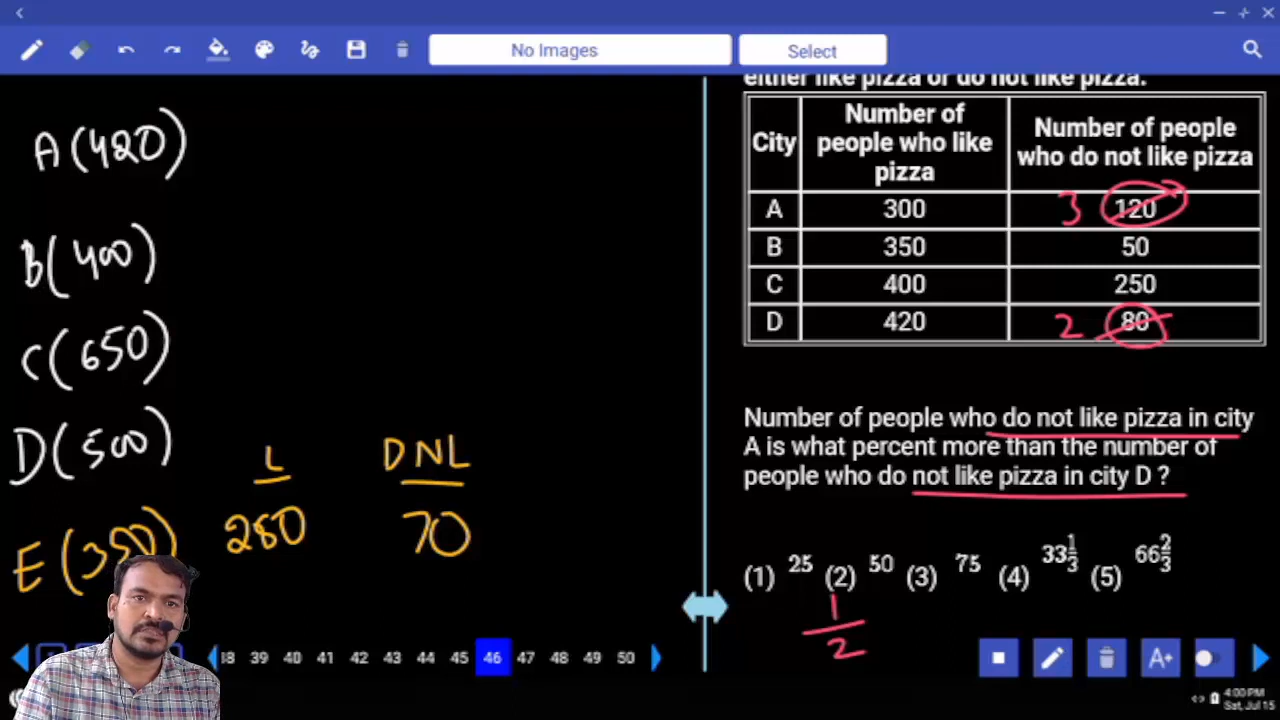 No Images
Select
A (420)
B (400)
C (650)
D (500)
L
DNL
E (350)
280
70
either like pizza or do not like pizza.
City
Number of people who like pizza
Number of people who do not like pizza
A 300 3 120
B 350 50
C 400 250
D 420 2 80
Number of people who do not like pizza in city
A is what percent more than the number of
people who do not like pizza in city D ?
(1) 25 (2) 50 (3) 75 (4) 33 1/3 (5) 66 2/3
1
2
38 39 40 41 42 43 44 45 46 47 48 49 50
A+
4:00 PM
Sat, Jul 15